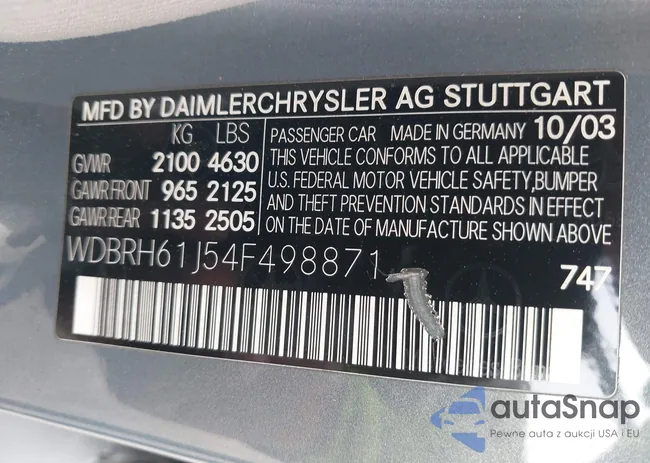 MFD BY DAIMLERCHRYSLER AG STUTTGART
KG LBS
GVWR 2100 4630
GAWR FRONT 965 2125
GAWR REAR 1135 2505
PASSENGER CAR MADE IN GERMANY 10/03
THIS VEHICLE CONFORMS TO ALL APPLICABLE
U.S. FEDERAL MOTOR VEHICLE SAFETY,BUMPER
AND THEFT PREVENTION STANDARDS IN EFFECT
ON THE DATE OF MANUFACTURE SHOWN ABOVE
WDBRH61J54F498871
747
autaSnap
Pewne auta z aukcji USA i EU